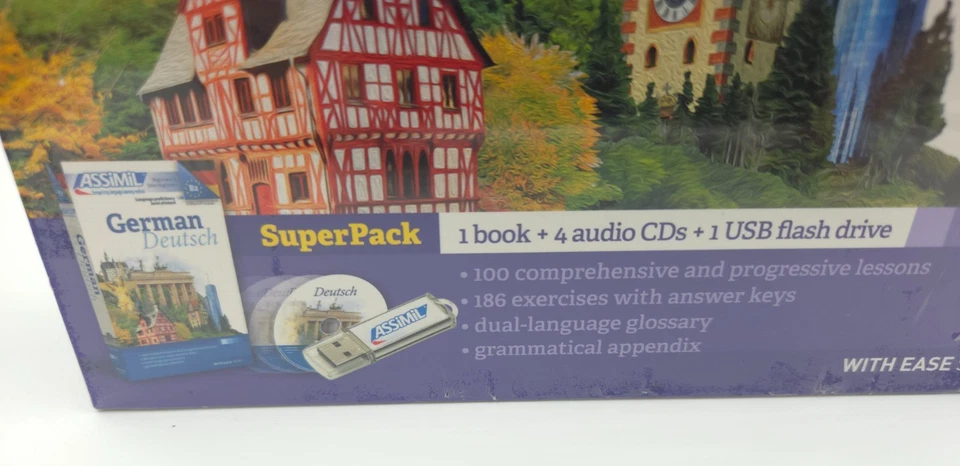 ASSiMiL
German
Deutsch
German
SuperPack
1 book + 4 audio CDs + 1 USB flash drive
Deutsch
ASSiMiL
• 100 comprehensive and progressive lessons
• 186 exercises with answer keys
• dual-language glossary
• grammatical appendix
WITH EASE